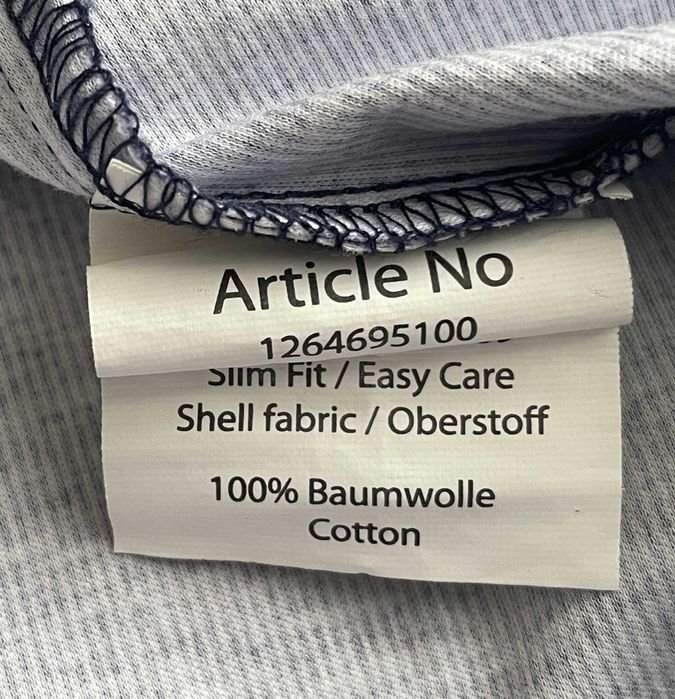 Article No
1264695100
Slim Fit / Easy Care
Shell fabric / Oberstoff
100% Baumwolle
Cotton